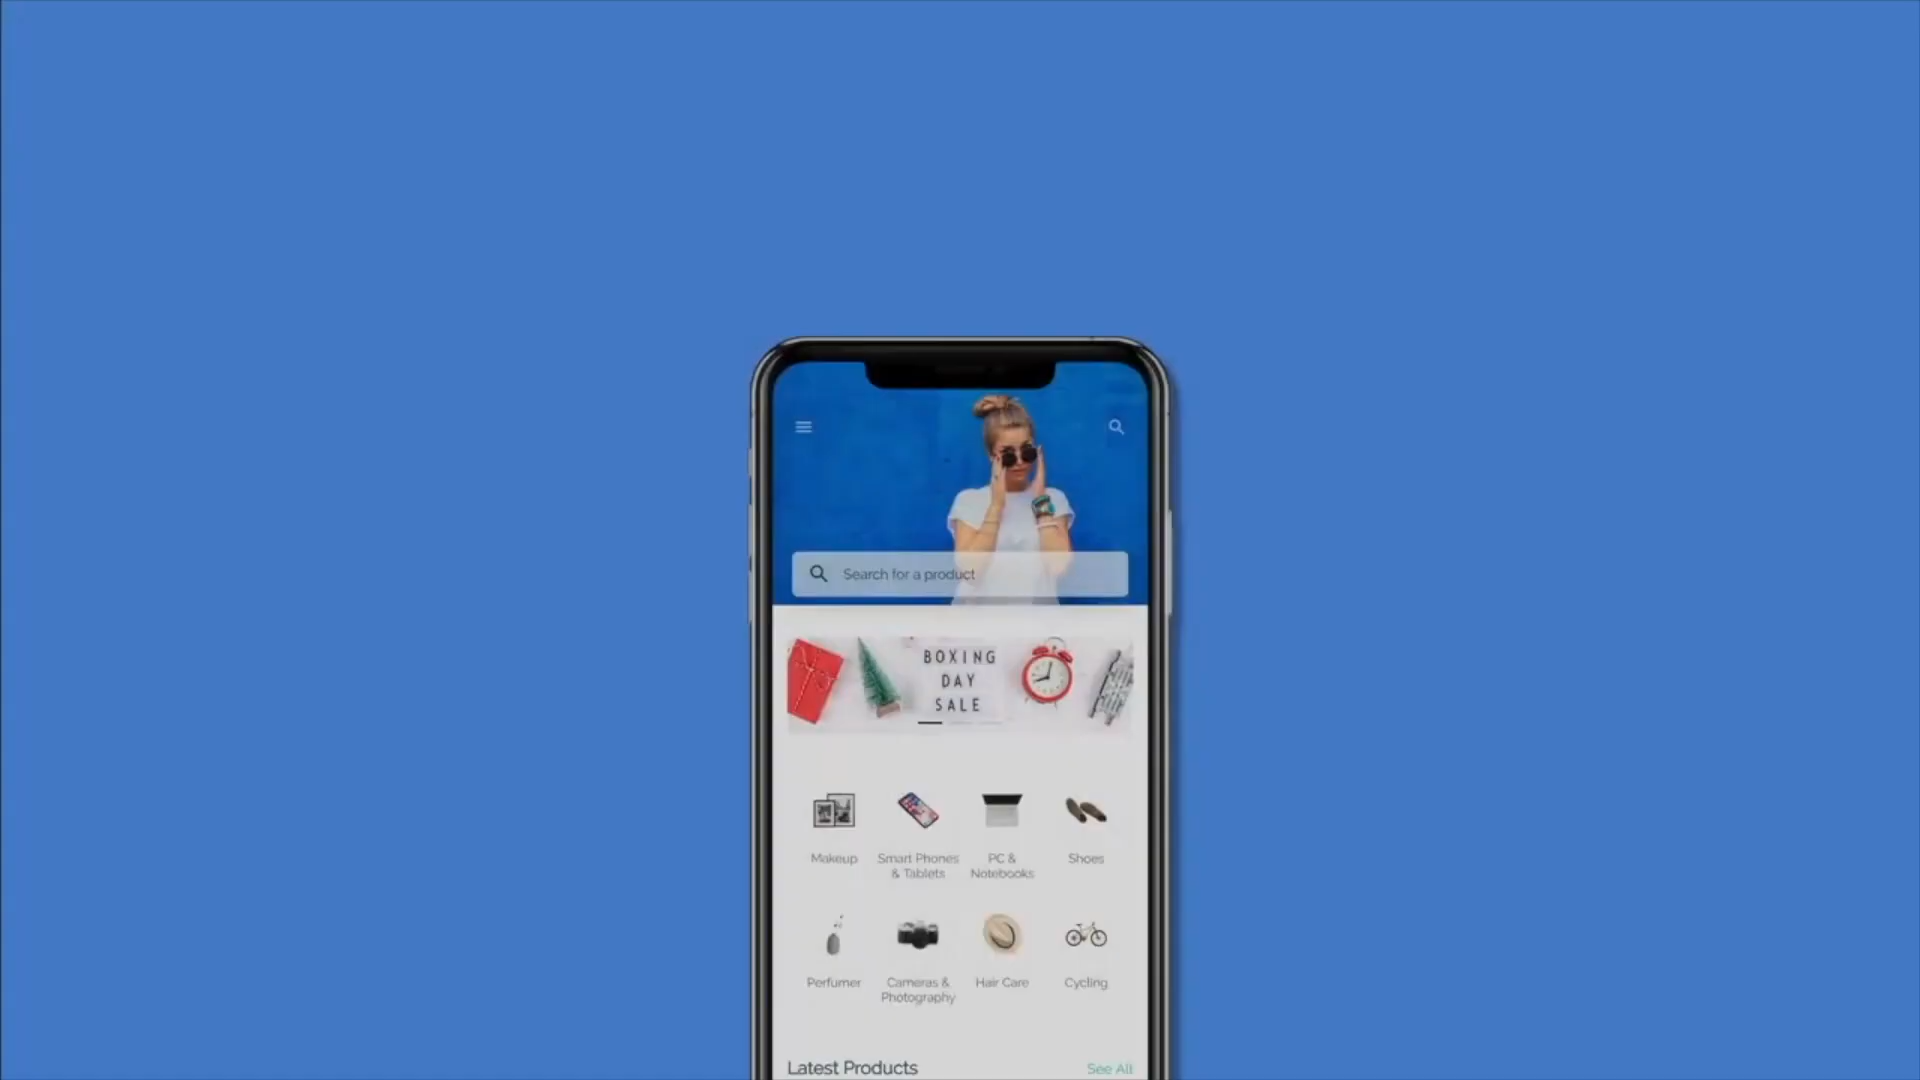 Search for a product
BOXING
DAY
SALE
Makeup
Smart Phones
& Tablets
PC &
Notebooks
Shoes
Perfumer
Cameras &
Photography
Hair Care
Cycling
Latest Products
See All